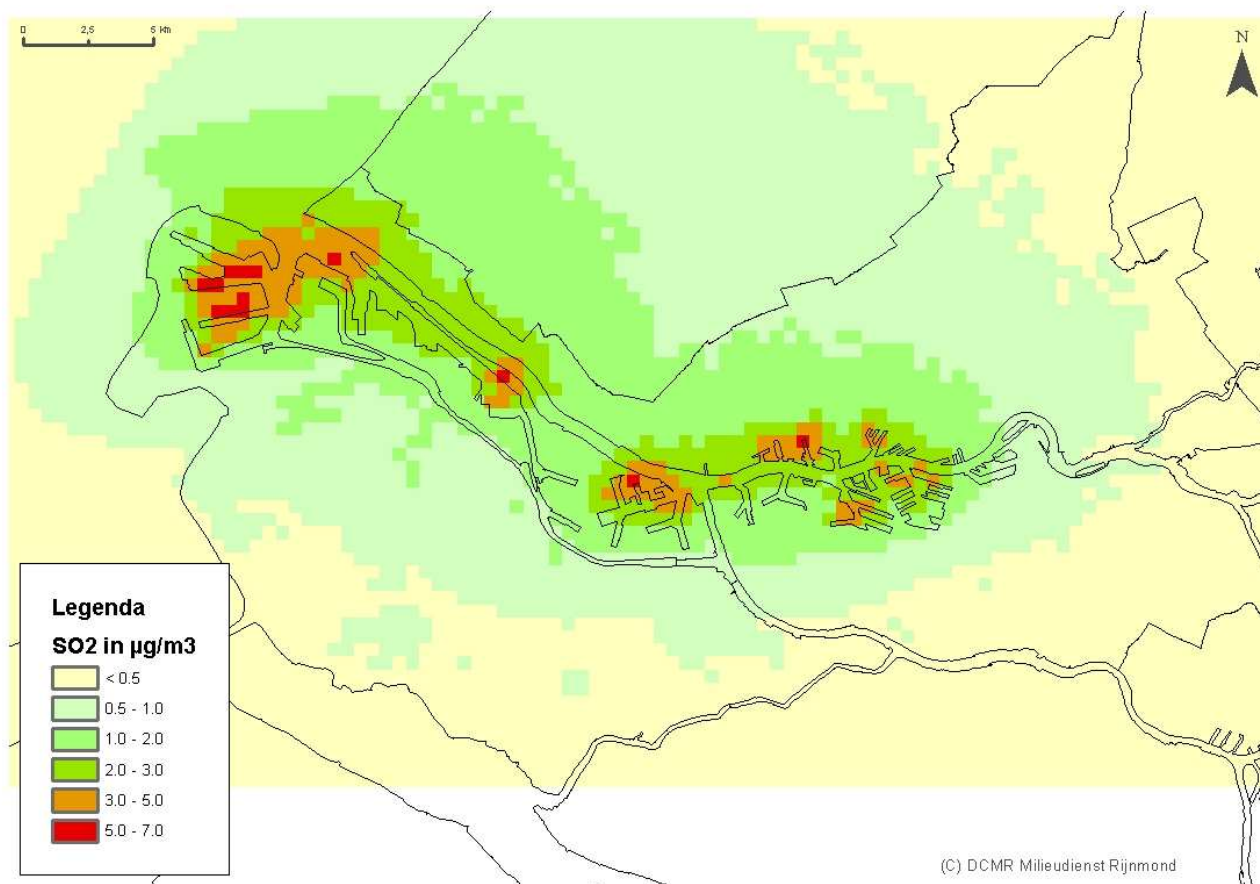 0 2,5 5 Km
N
Legenda
SO2 in µg/m3
< 0.5
0.5 - 1.0
1.0 - 2.0
2.0 - 3.0
3.0 - 5.0
5.0 - 7.0
(C) DCMR Milieudienst Rijnmond